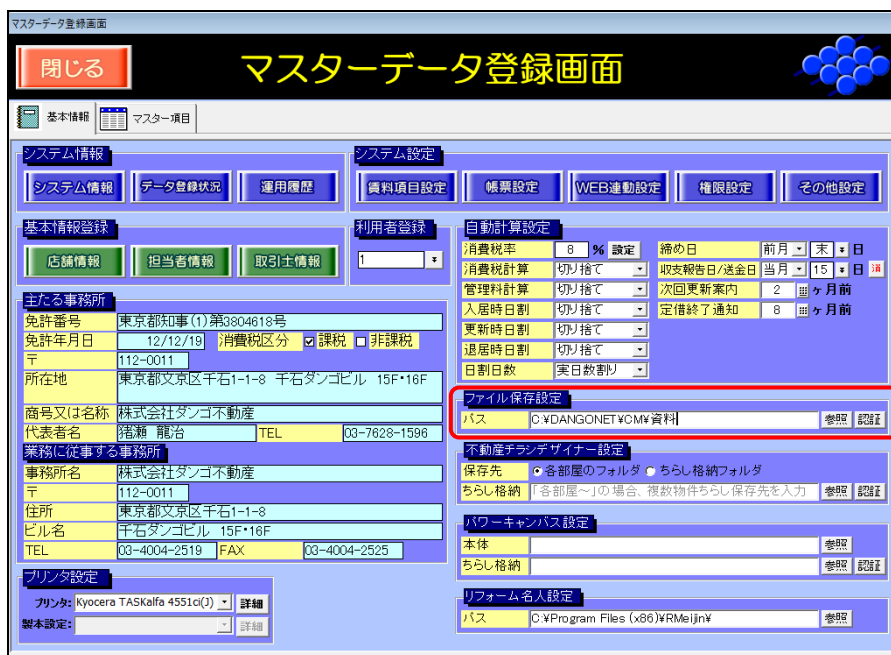 マスターデータ登録画面
閉じる
マスターデータ登録画面
基本情報 マスター項目
システム情報
システム情報 データ登録状況 運用履歴
システム設定
賃料項目設定 帳票設定 WEB連動設定 権限設定 その他設定
基本情報登録
店舗情報 担当者情報 取引士情報
利用者登録
1
自動計算設定
消費税率 8 % 設定 締め日 前月 末 日
消費税計算 切り捨て 収支報告日/送金日 当月 15 日 消
管理料計算 切り捨て 次回更新案内 2 ヶ月前
入居時日割 切り捨て 定借終了通知 8 ヶ月前
更新時日割 切り捨て
退居時日割 切り捨て
日割日数 実日数割り
主たる事務所
免許番号 東京都知事(1)第3804618号
免許年月日 12/12/19 消費税区分 課税 非課税
〒 112-0011
所在地 東京都文京区千石1-1-8 千石ダンゴビル 15F・16F
商号又は名称 株式会社ダンゴ不動産
代表者名 猪瀬 龍治 TEL 03-7628-1596
業務に従事する事務所
事務所名 株式会社ダンゴ不動産
〒 112-0011
住所 東京都文京区千石1-1-8
ビル名 千石ダンゴビル 15F・16F
TEL 03-4004-2519 FAX 03-4004-2525
プリンタ設定
プリンタ: Kyocera TASKalfa 4551ci(J) 詳細
製本設定: 詳細
ファイル保存設定
パス C:¥DANGONET¥CM¥資料 参照 認証
不動産チラシデザイナー設定
保存先 各部屋のフォルダ ちらし格納フォルダ
ちらし格納 「各部屋~」の場合、複数物件ちらし保存先を入力 参照 認証
パワーキャンバス設定
本体 参照
ちらし格納 参照 認証
リフォーム名人設定
パス C:¥Program Files (x86)¥RMeijin¥ 参照